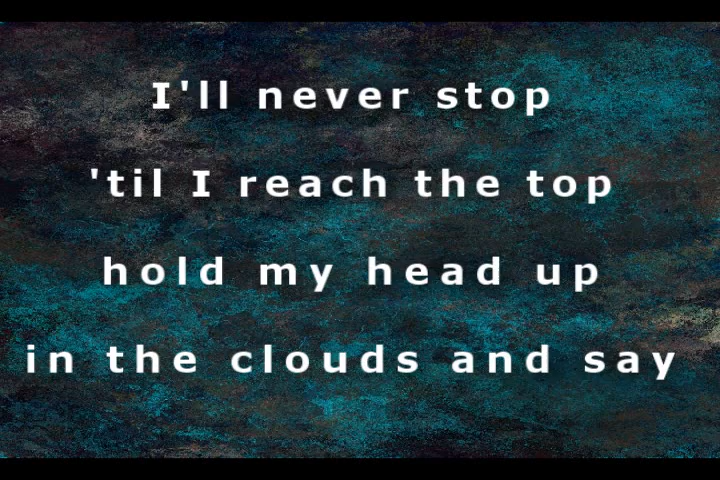 I'll never stop
'til I reach the top
hold my head up
in the clouds and say